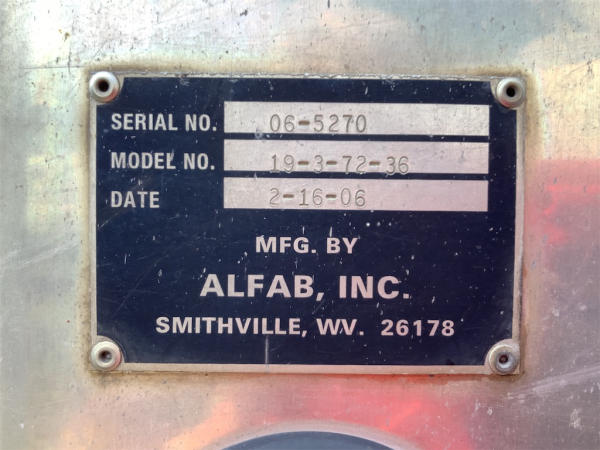 SERIAL NO. 06-5270
MODEL NO. 19-3-72-36
DATE 2-16-06
MFG. BY
ALFAB, INC.
SMITHVILLE, WV. 26178